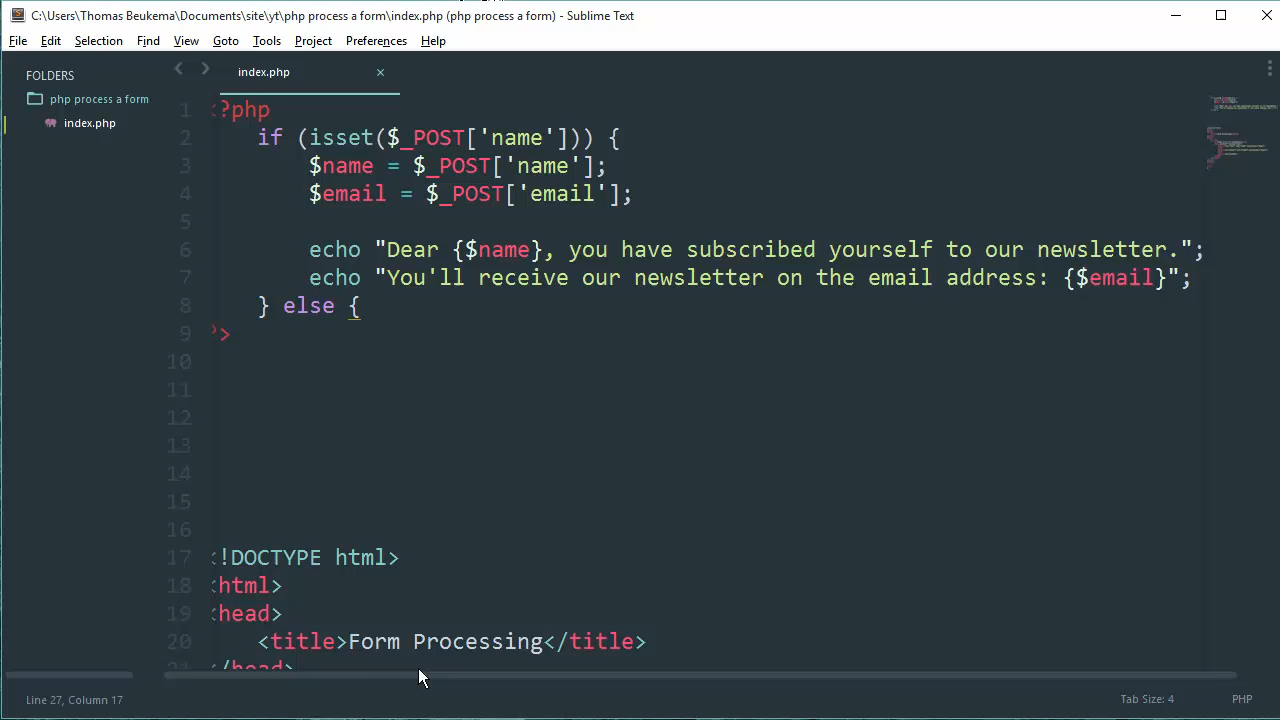 C:\Users\Thomas Beukema\Documents\site\yt\php process a form\index.php (php process a form) - Sublime Text
File Edit Selection Find View Goto Tools Project Preferences Help
FOLDERS
php process a form
index.php
index.php
1 <?php
2 if (isset($_POST['name'])) {
3 $name = $_POST['name'];
4 $email = $_POST['email'];
5
6 echo "Dear {$name}, you have subscribed yourself to our newsletter.";
7 echo "You'll receive our newsletter on the email address: {$email}";
8 } else {
9 ?>
10
11
12
13
14
15
16
17 <!DOCTYPE html>
18 <html>
19 <head>
20 <title>Form Processing</title>
21 </head>
Line 27, Column 17
Tab Size: 4
PHP